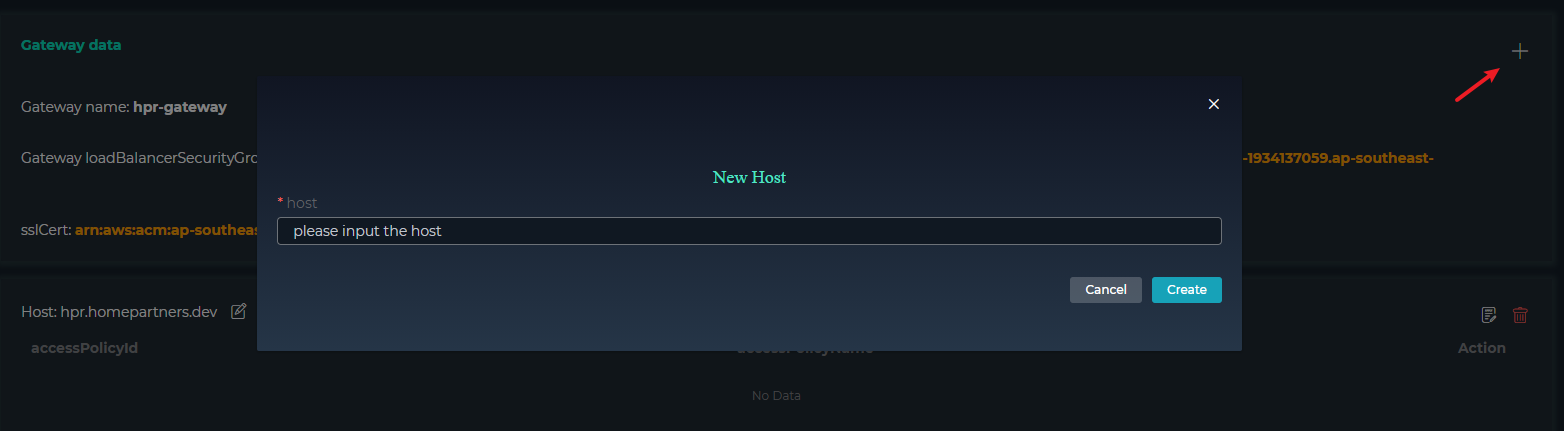 Gateway data
Gateway name: hpr-gateway
Gateway loadBalancerSecurityGro
-1934137059.ap-southeast-
New Host
* host
please input the host
sslCert: arn:aws:acm:ap-southeas
Cancel
Create
Host: hpr.homepartners.dev
accessPolicyId
accessPolicyName
Action
No Data